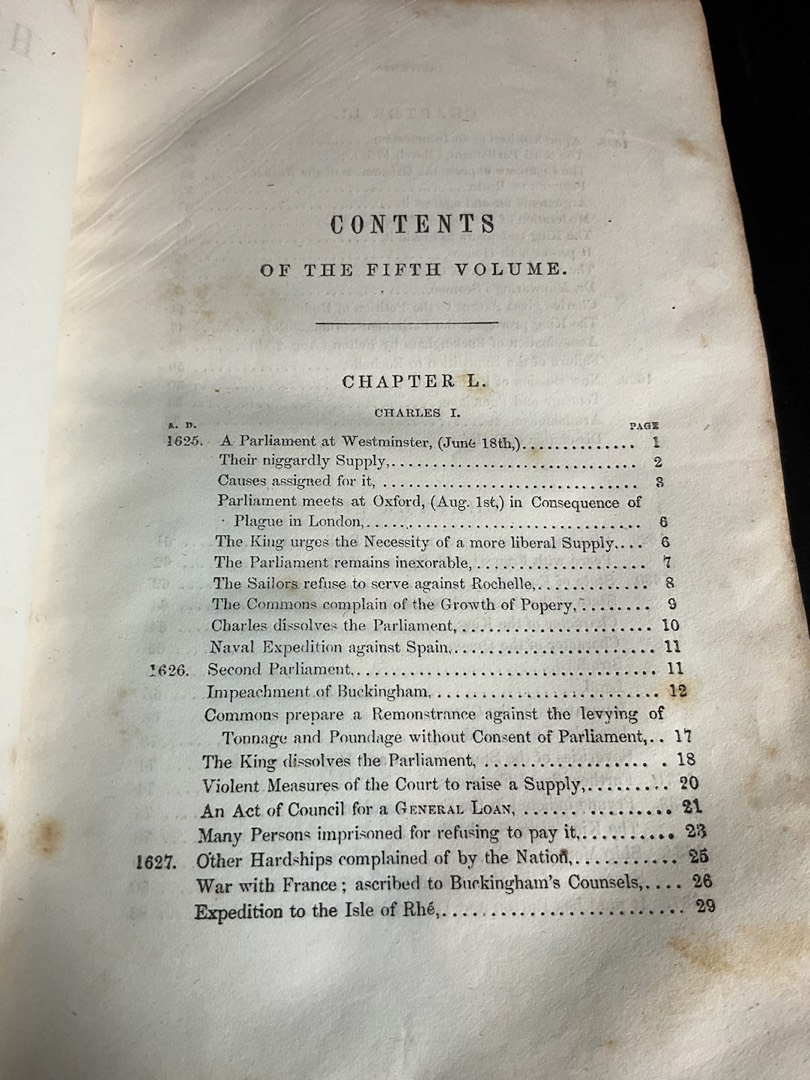 CONTENTS
OF THE FIFTH VOLUME.
CHAPTER L.
CHARLES I.
A. D. PAGE
1625. A Parliament at Westminster, (June 18th,).............. 1
Their niggardly Supply,................................ 2
Causes assigned for it, ................................ 3
Parliament meets at Oxford, (Aug. 1st,) in Consequence of
Plague in London,................................... 6
The King urges the Necessity of a more liberal Supply.... 6
The Parliament remains inexorable,..................... 7
The Sailors refuse to serve against Rochelle,............. 8
The Commons complain of the Growth of Popery,......... 9
Charles dissolves the Parliament,....................... 10
Naval Expedition against Spain,........................ 11
1626. Second Parliament,.................................... 11
Impeachment of Buckingham,........................... 12
Commons prepare a Remonstrance against the levying of
Tonnage and Poundage without Consent of Parliament,.. 17
The King dissolves the Parliament, .................... 18
Violent Measures of the Court to raise a Supply,......... 20
An Act of Council for a GENERAL LOAN, ................ 21
Many Persons imprisoned for refusing to pay it,.......... 23
1627. Other Hardships complained of by the Nation,........... 25
War with France; ascribed to Buckingham's Counsels,.... 26
Expedition to the Isle of Rhé,.......................... 29